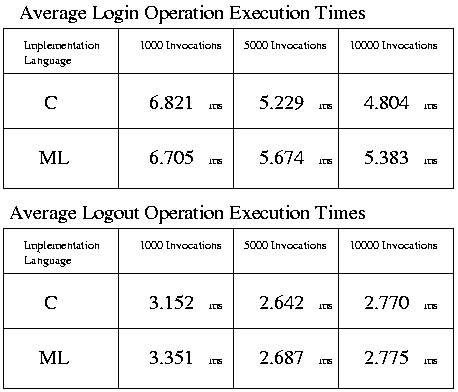 Average Login Operation Execution Times
Implementation Language 1000 Invocations 5000 Invocations 10000 Invocations
C 6.821 ms 5.229 ms 4.804 ms
ML 6.705 ms 5.674 ms 5.383 ms
Average Logout Operation Execution Times
Implementation Language 1000 Invocations 5000 Invocations 10000 Invocations
C 3.152 ms 2.642 ms 2.770 ms
ML 3.351 ms 2.687 ms 2.775 ms